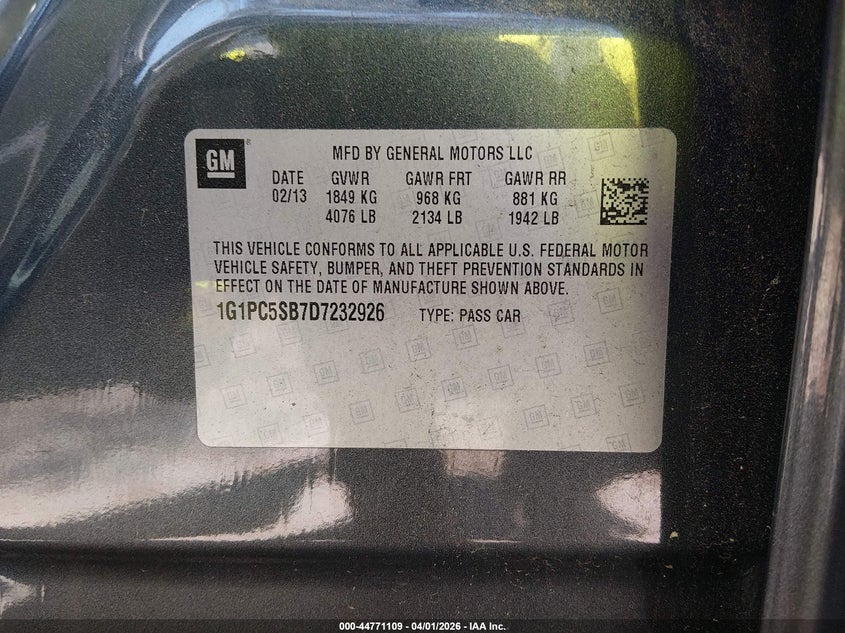 GM
MFD BY GENERAL MOTORS LLC
DATE GVWR GAWR FRT GAWR RR
02/13 1849 KG 968 KG 881 KG
4076 LB 2134 LB 1942 LB
THIS VEHICLE CONFORMS TO ALL APPLICABLE U.S. FEDERAL MOTOR
VEHICLE SAFETY, BUMPER, AND THEFT PREVENTION STANDARDS IN
EFFECT ON THE DATE OF MANUFACTURE SHOWN ABOVE.
1G1PC5SB7D7232926 TYPE: PASS CAR
000-44771109 - 04/01/2026 - IAA Inc.